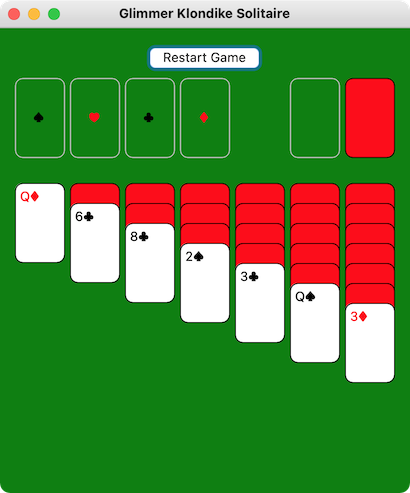 Glimmer Klondike Solitaire
Restart Game
♠ ♥ ♣ ♦
Q♦
6♣
8♣
2♠
3♣
Q♠
3♦